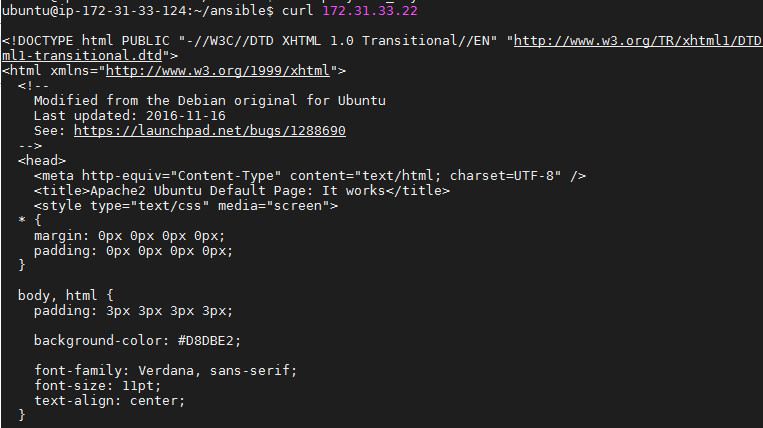 ubuntu@ip-172-31-33-124:~/ansible$ curl 172.31.33.22
<!DOCTYPE html PUBLIC "-//W3C//DTD XHTML 1.0 Transitional//EN" "http://www.w3.org/TR/xhtml1/DTD
ml1-transitional.dtd">
<html xmlns="http://www.w3.org/1999/xhtml">
  <!--
    Modified from the Debian original for Ubuntu
    Last updated: 2016-11-16
    See: https://launchpad.net/bugs/1288690
  -->
  <head>
    <meta http-equiv="Content-Type" content="text/html; charset=UTF-8" />
    <title>Apache2 Ubuntu Default Page: It works</title>
    <style type="text/css" media="screen">
  * {
    margin: 0px 0px 0px 0px;
    padding: 0px 0px 0px 0px;
  }
  body, html {
    padding: 3px 3px 3px 3px;
    background-color: #D8DBE2;
    font-family: Verdana, sans-serif;
    font-size: 11pt;
    text-align: center;
  }